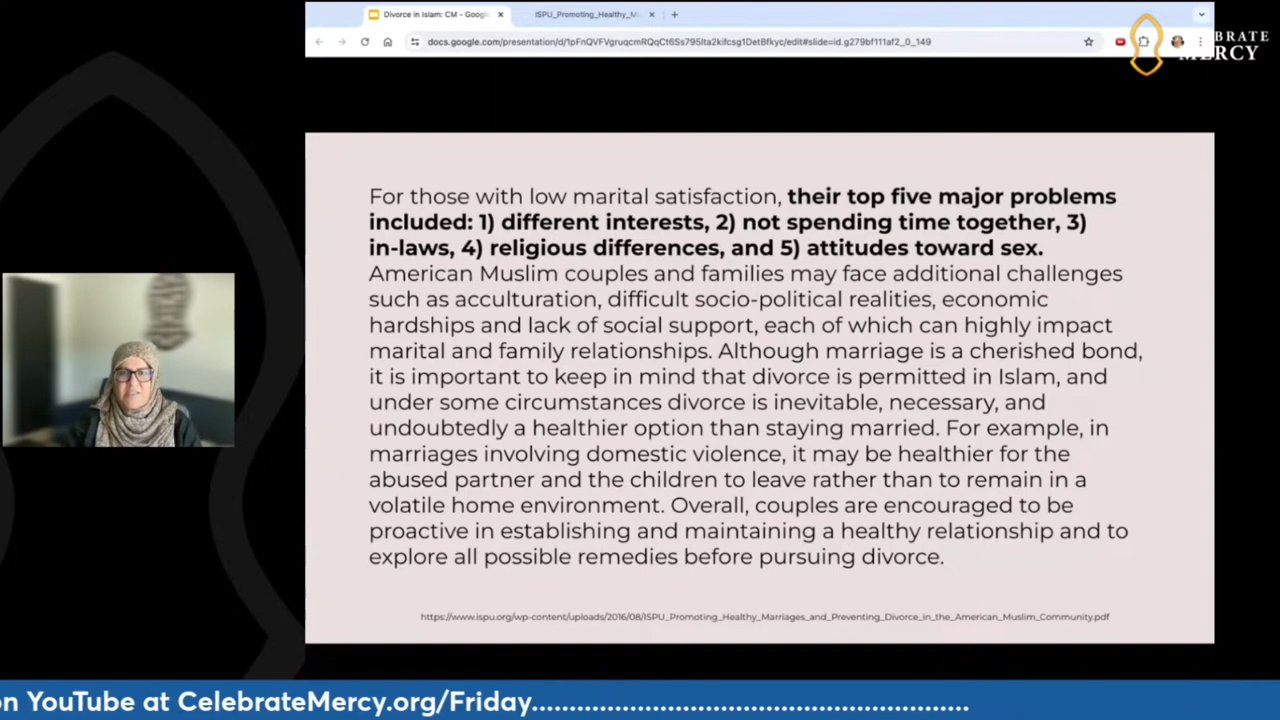 Divorce in Islam: CM - Googl
ISPU_Promoting_Healthy_M
docs.google.com/presentation/d/1pFnQVFVgruqcmRQqCt6Ss795lta2kifcsg1DetBfkyc/edit#slide=id.g279bf111af2_0_149
BRATE
MERCY
For those with low marital satisfaction, their top five major problems
included: 1) different interests, 2) not spending time together, 3)
in-laws, 4) religious differences, and 5) attitudes toward sex.
American Muslim couples and families may face additional challenges
such as acculturation, difficult socio-political realities, economic
hardships and lack of social support, each of which can highly impact
marital and family relationships. Although marriage is a cherished bond,
it is important to keep in mind that divorce is permitted in Islam, and
under some circumstances divorce is inevitable, necessary, and
undoubtedly a healthier option than staying married. For example, in
marriages involving domestic violence, it may be healthier for the
abused partner and the children to leave rather than to remain in a
volatile home environment. Overall, couples are encouraged to be
proactive in establishing and maintaining a healthy relationship and to
explore all possible remedies before pursuing divorce.
https://www.ispu.org/wp-content/uploads/2016/08/ISPU_Promoting_Healthy_Marriages_and_Preventing_Divorce_in_the_American_Muslim_Community.pdf
on YouTube at CelebrateMercy.org/Friday..................................................